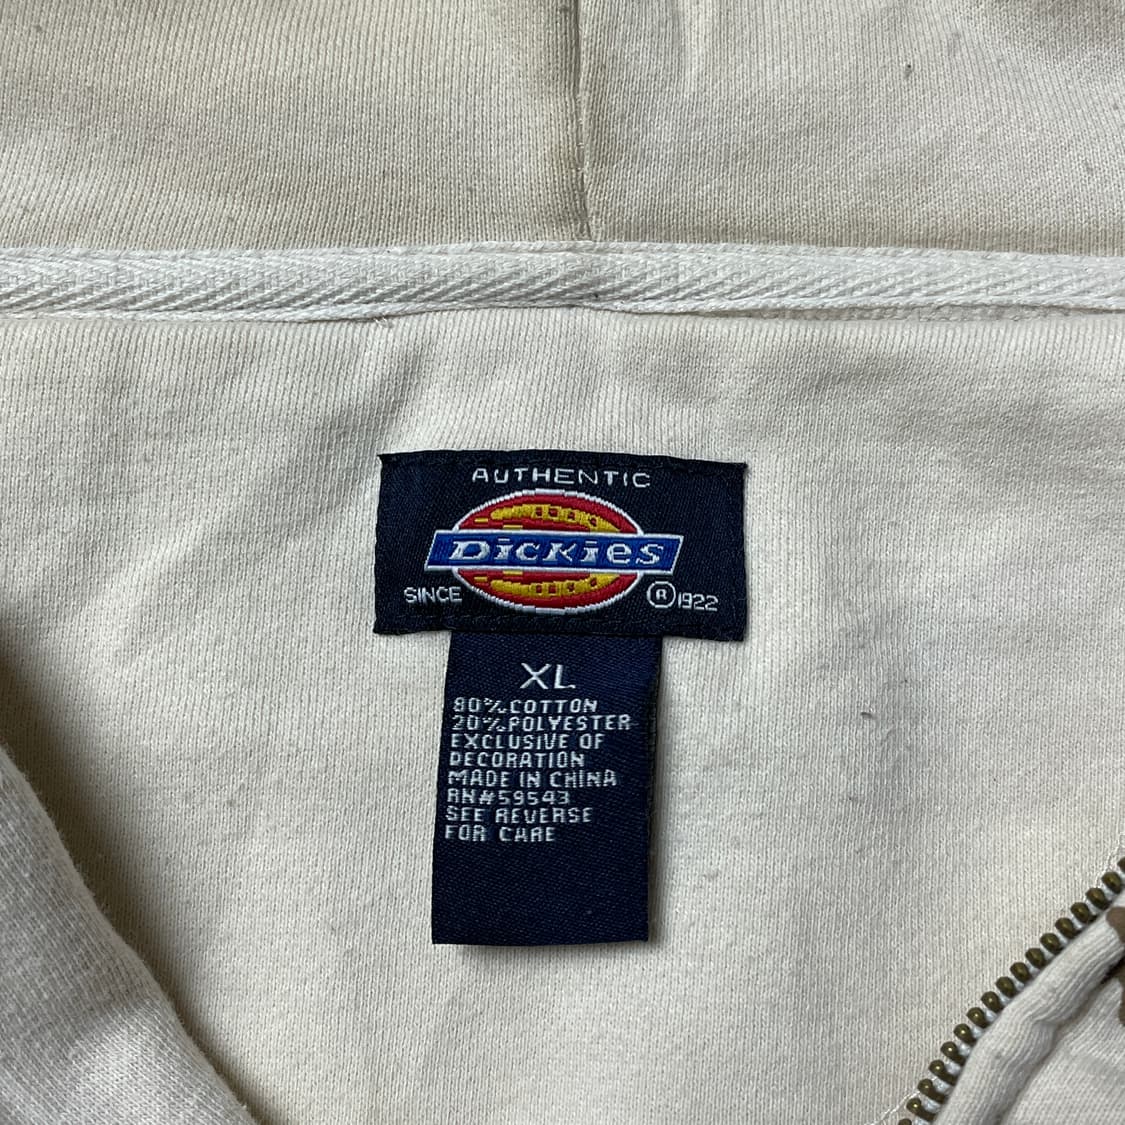 AUTHENTIC
Dickies
SINCE ® 1922
XL
80% COTTON
20% POLYESTER
EXCLUSIVE OF
DECORATION
MADE IN CHINA
RN#59543
SEE REVERSE
FOR CARE